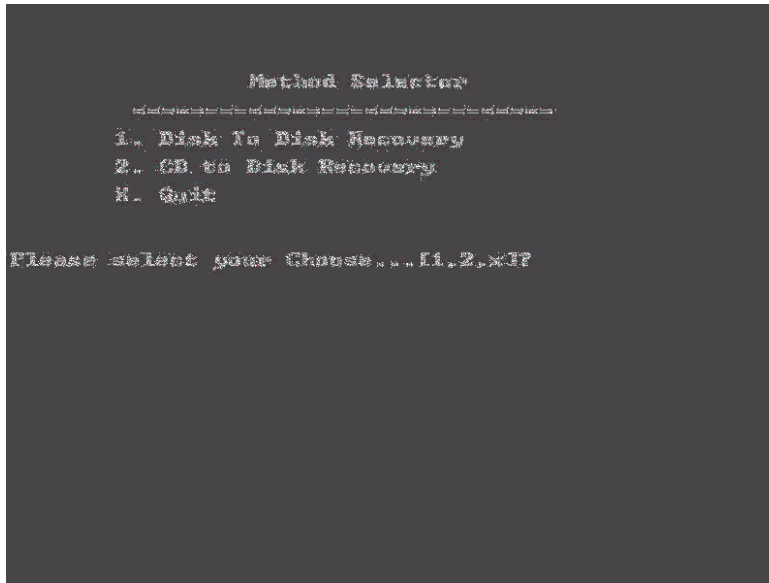 Method Selector
=============================
1. Disk To Disk Recovery
2. CD to Disk Recovery
X. Quit
Please select your Choose...[1,2,x]?